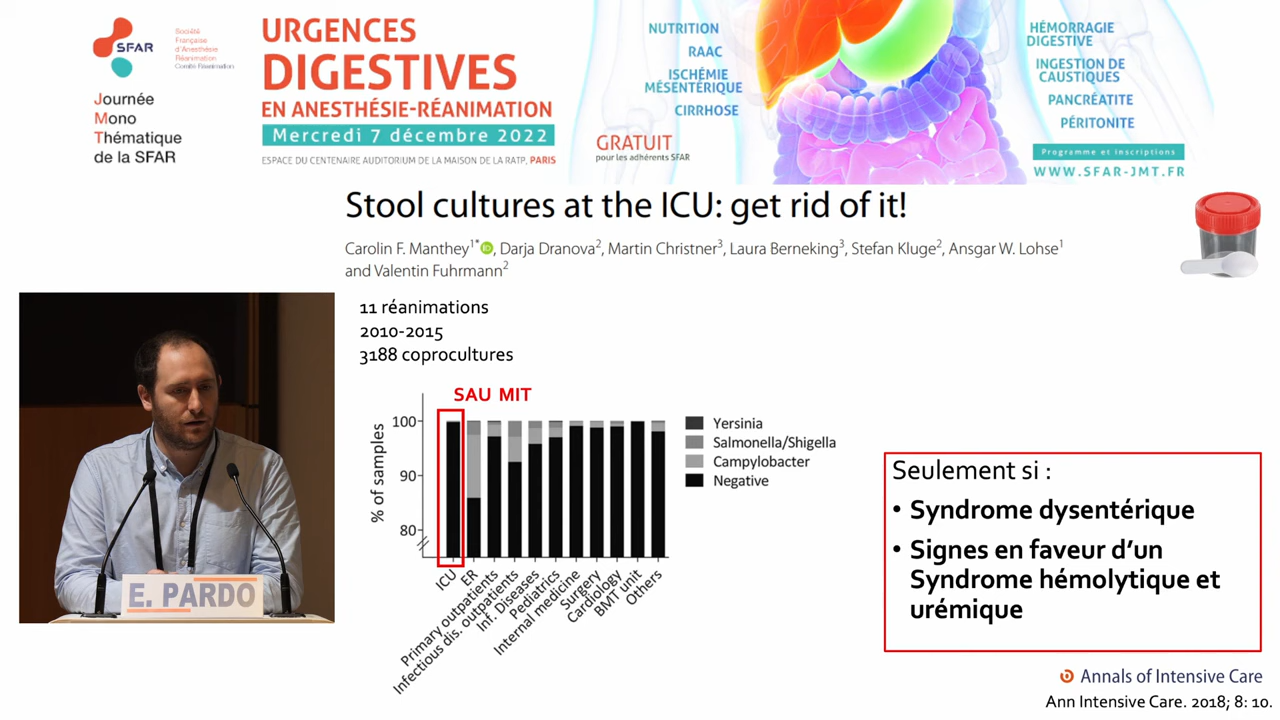 SFAR
Société
Française
d'Anesthésie
Réanimation
Comité Réanimation
Journée
Mono
Thématique
de la SFAR
URGENCES
DIGESTIVES
EN ANESTHÉSIE-RÉANIMATION
Mercredi 7 décembre 2022
ESPACE DU CENTENAIRE AUDITORIUM DE LA MAISON DE LA RATP, PARIS
NUTRITION
RAAC
ISCHÉMIE
MÉSENTÉRIQUE
CIRRHOSE
GRATUIT
pour les adhérents SFAR
HÉMORRAGIE
DIGESTIVE
INGESTION DE
CAUSTIQUES
PANCRÉATITE
PÉRITONITE
Programme et inscriptions
WWW.SFAR-JMT.FR
Stool cultures at the ICU: get rid of it!
Carolin F. Manthey1*, Darja Dranova2, Martin Christner3, Laura Berneking3, Stefan Kluge2, Ansgar W. Lohse1
and Valentin Fuhrmann2
11 réanimations
2010-2015
3188 coprocultures
SAU MIT
% of samples
100
90
80
ICU
ER
Primary outpatients
Infectious dis. outpatients
Inf. Diseases
Pediatrics
Internal medicine
Surgery
Cardiology
BMT unit
Others
Yersinia
Salmonella/Shigella
Campylobacter
Negative
Seulement si :
• Syndrome dysentérique
• Signes en faveur d'un
Syndrome hémolytique et
urémique
E. PARDO
Annals of Intensive Care
Ann Intensive Care. 2018; 8: 10.